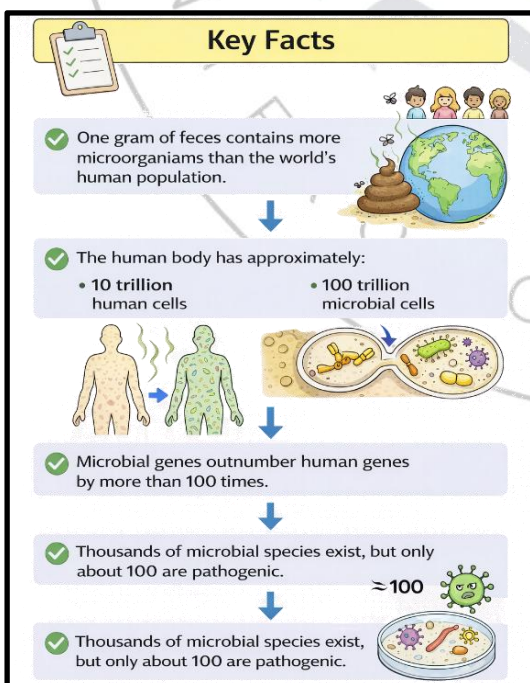 Key Facts
One gram of feces contains more
microorganiams than the world's
human population.
The human body has approximately:
• 10 trillion
human cells
• 100 trillion
microbial cells
Microbial genes outnumber human genes
by more than 100 times.
Thousands of microbial species exist, but only
about 100 are pathogenic.
≈100
Thousands of microbial species exist,
but only about 100 are pathogenic.